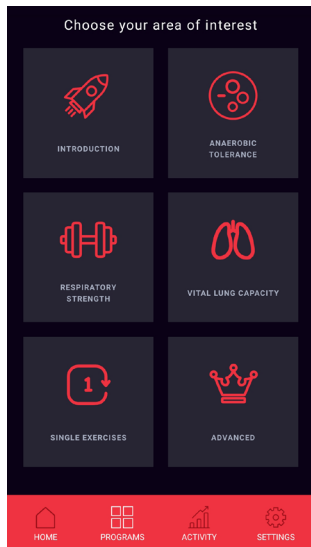 Choose your area of interest
INTRODUCTION
ANAEROBIC
TOLERANCE
RESPIRATORY
STRENGTH
VITAL LUNG CAPACITY
1
SINGLE EXERCISES
ADVANCED
HOME
PROGRAMS
ACTIVITY
SETTINGS